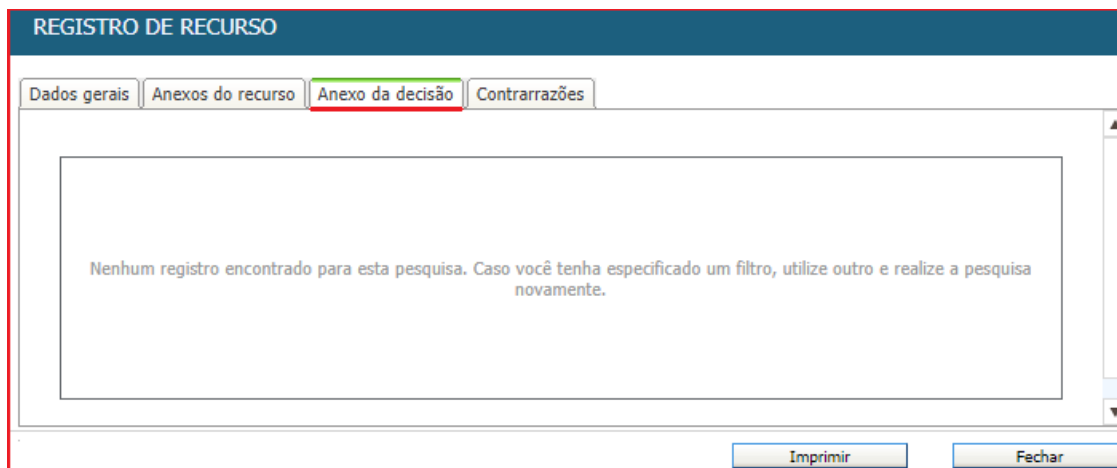 REGISTRO DE RECURSO
Dados gerais Anexos do recurso Anexo da decisão Contrarrazões
Nenhum registro encontrado para esta pesquisa. Caso você tenha especificado um filtro, utilize outro e realize a pesquisa
novamente.
Imprimir Fechar